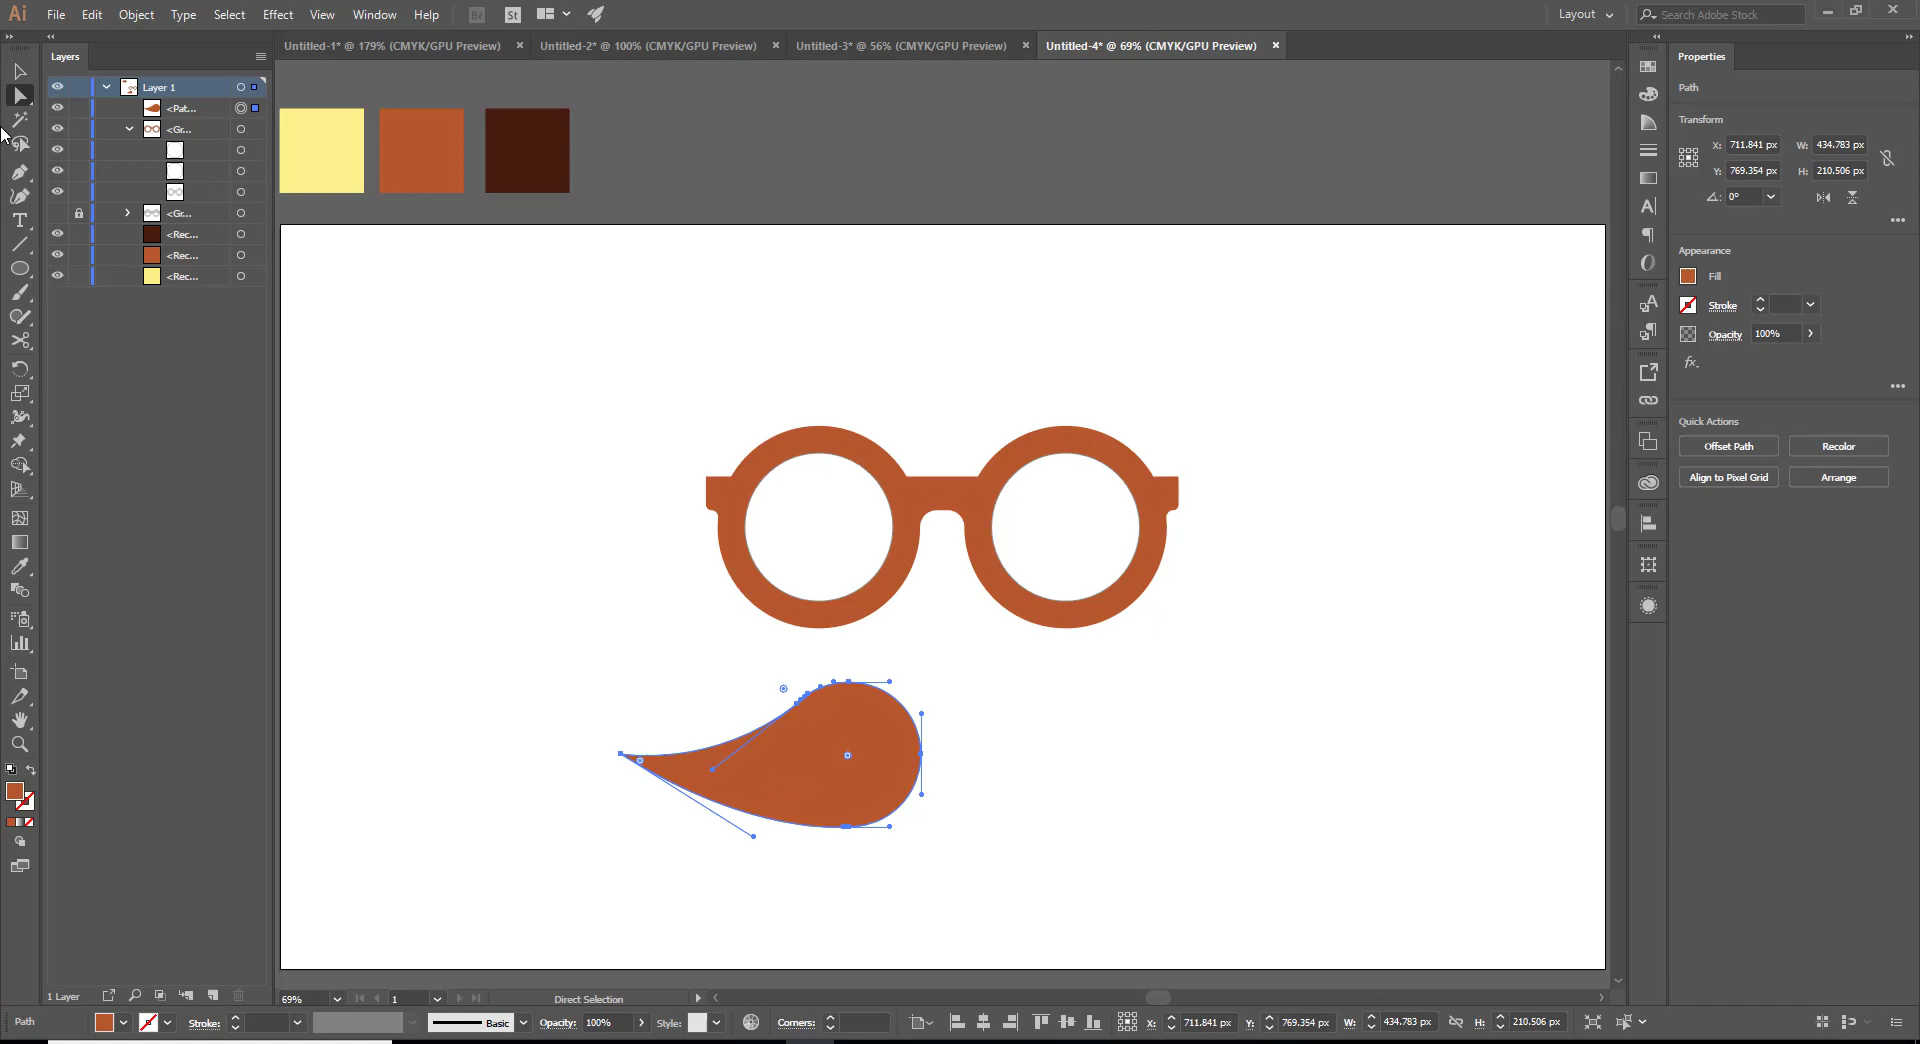 Ai File Edit Object Type Select Effect View Window Help Br St Layout Search Adobe Stock
Untitled-1* @ 179% (CMYK/GPU Preview) × Untitled-2* @ 100% (CMYK/GPU Preview) × Untitled-3* @ 56% (CMYK/GPU Preview) × Untitled-4* @ 69% (CMYK/GPU Preview) ×
Layers
Layer 1
<Pat...
<Gr...
<Gr...
<Rec...
<Rec...
<Rec...
1 Layer
Properties
Path
Transform
X: 711.841 px W: 434.783 px
Y: 769.354 px H: 210.506 px
0°
Appearance
Fill
Stroke
Opacity 100%
fx.
Quick Actions
Offset Path Recolor
Align to Pixel Grid Arrange
69% 1 Direct Selection
Path Stroke: Basic Opacity: 100% Style: Corners: X: 711.841 px Y: 769.354 px W: 434.783 px H: 210.506 px